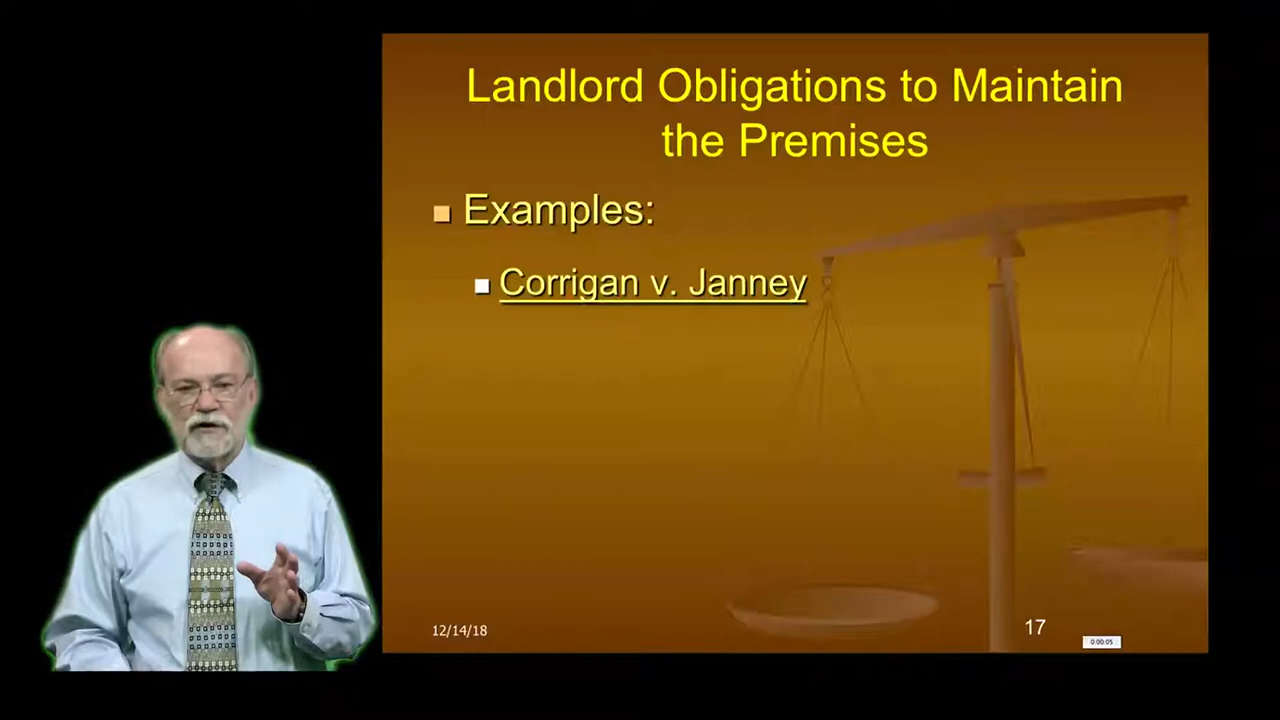 Landlord Obligations to Maintain
the Premises
Examples:
Corrigan v. Janney
12/14/18
17
0:00:05